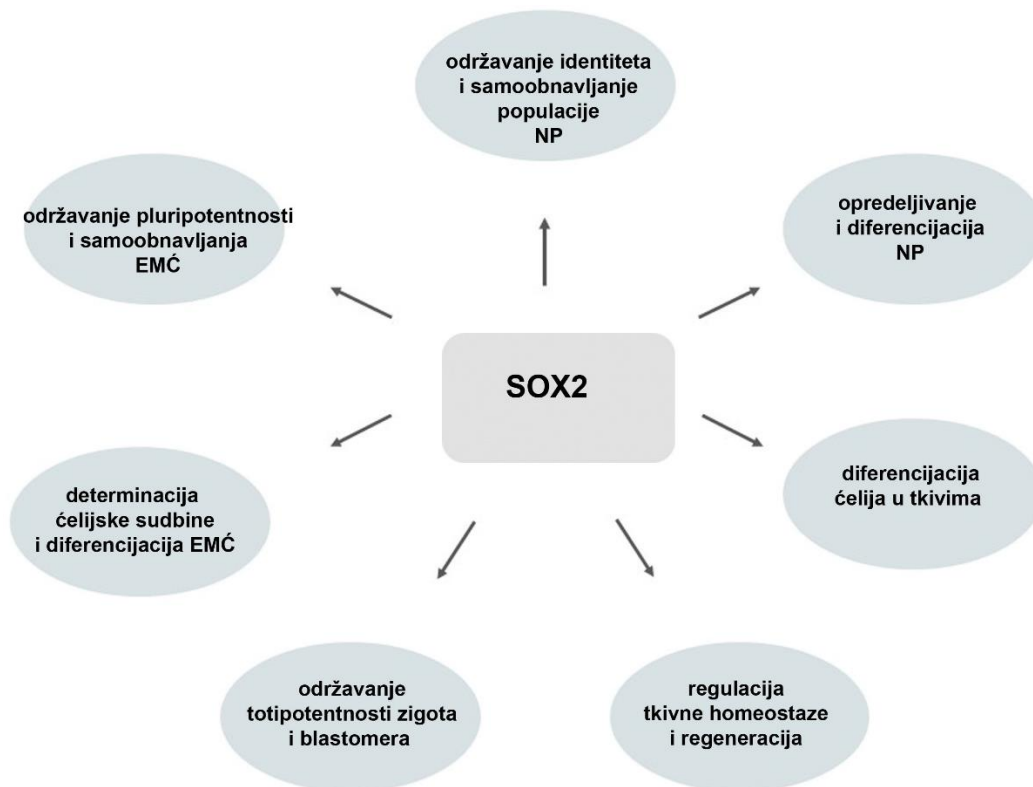 održavanje identiteta
i samoobnavljanje
populacije
NP
održavanje pluripotentnosti
i samoobnavljanja
EMĆ
opredeljivanje
i diferencijacija
NP
SOX2
determinacija
ćelijske sudbine
i diferencijacija EMĆ
diferencijacija
ćelija u tkivima
održavanje
totipotentnosti zigota
i blastomera
regulacija
tkivne homeostaze
i regeneracija